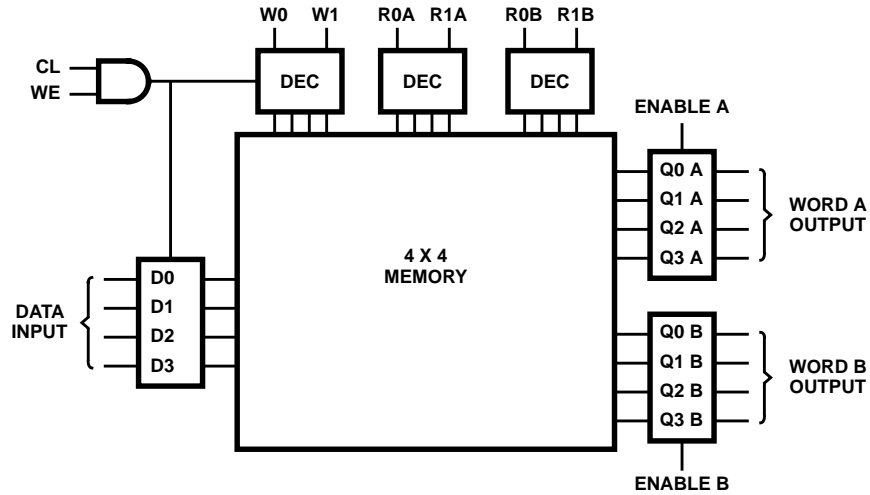 W0 W1 R0A R1A R0B R1B
CL
WE
DEC DEC DEC
ENABLE A
Q0 A
Q1 A
Q2 A
Q3 A
WORD A
OUTPUT
4 X 4
MEMORY
DATA
INPUT
D0
D1
D2
D3
Q0 B
Q1 B
Q2 B
Q3 B
WORD B
OUTPUT
ENABLE B